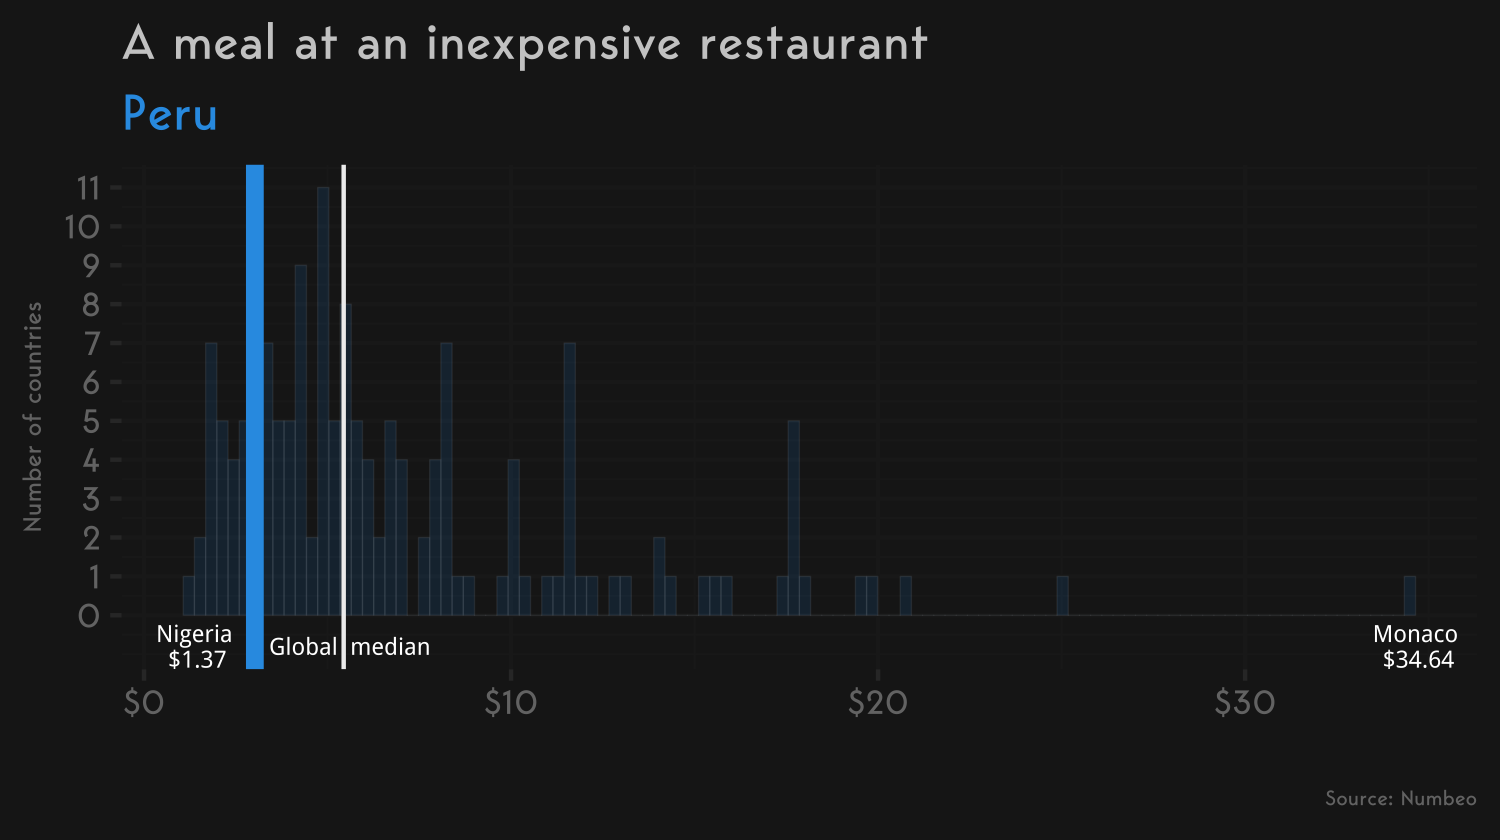 A meal at an inexpensive restaurant
Peru
Number of countries
11
10
9
8
7
6
5
4
3
2
1
0
Nigeria
$1.37
Global median
Monaco
$34.64
$0 $10 $20 $30
Source: Numbeo